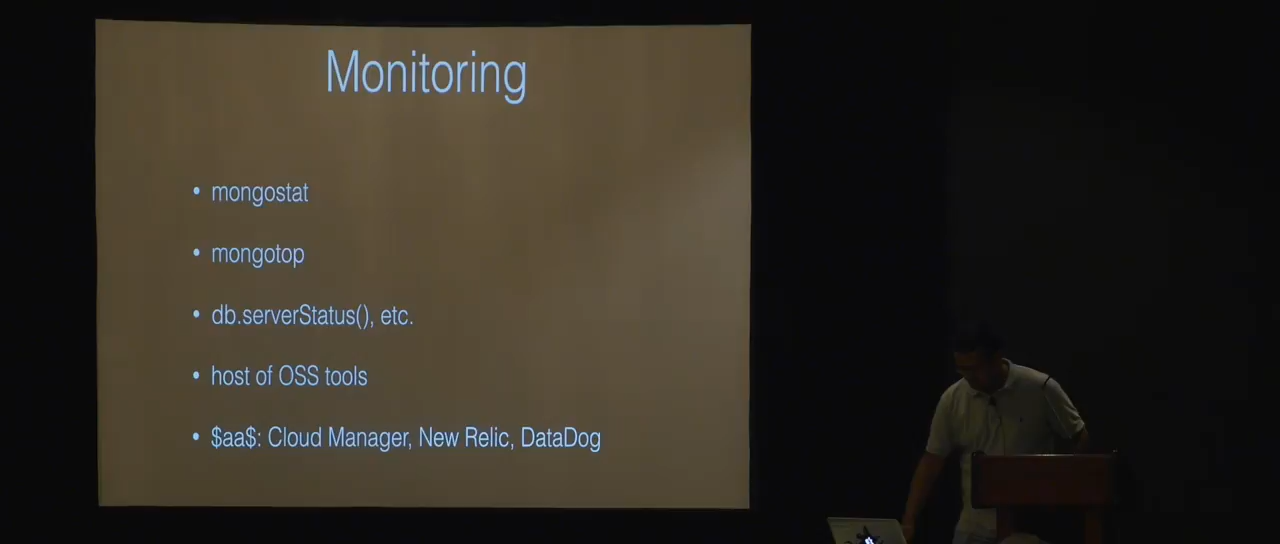 Monitoring
• mongostat
• mongotop
• db.serverStatus(), etc.
• host of OSS tools
• $aa$: Cloud Manager, New Relic, DataDog